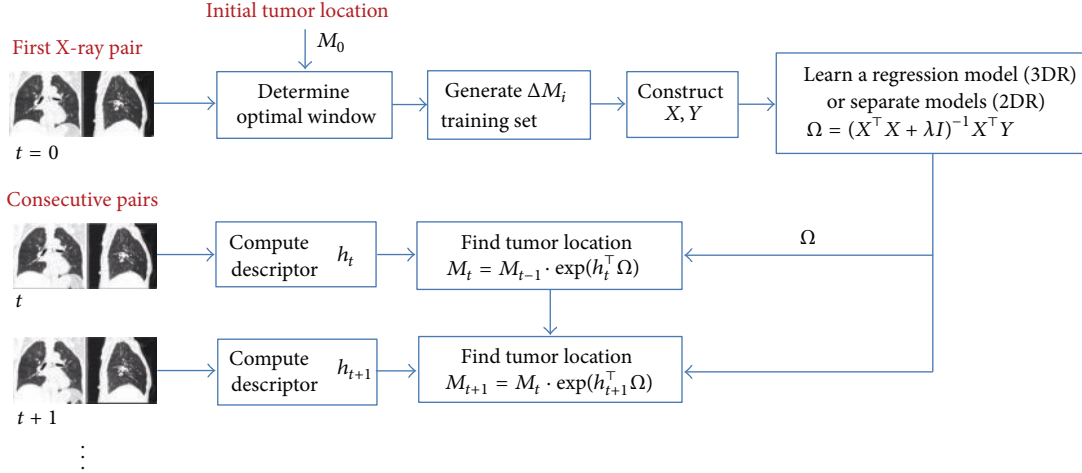 Initial tumor location
M₀
First X-ray pair
Determine
optimal window
Generate ΔMᵢ
training set
Construct
X, Y
Learn a regression model (3DR)
or separate models (2DR)
Ω = (X⊤X + λI)⁻¹X⊤Y
t = 0
Consecutive pairs
Compute
descriptor hₜ
Find tumor location
Mₜ = Mₜ₋₁ · exp(hₜ⊤Ω)
Ω
t
Compute
descriptor hₜ₊₁
Find tumor location
Mₜ₊₁ = Mₜ · exp(hₜ₊₁⊤Ω)
t + 1
⋮